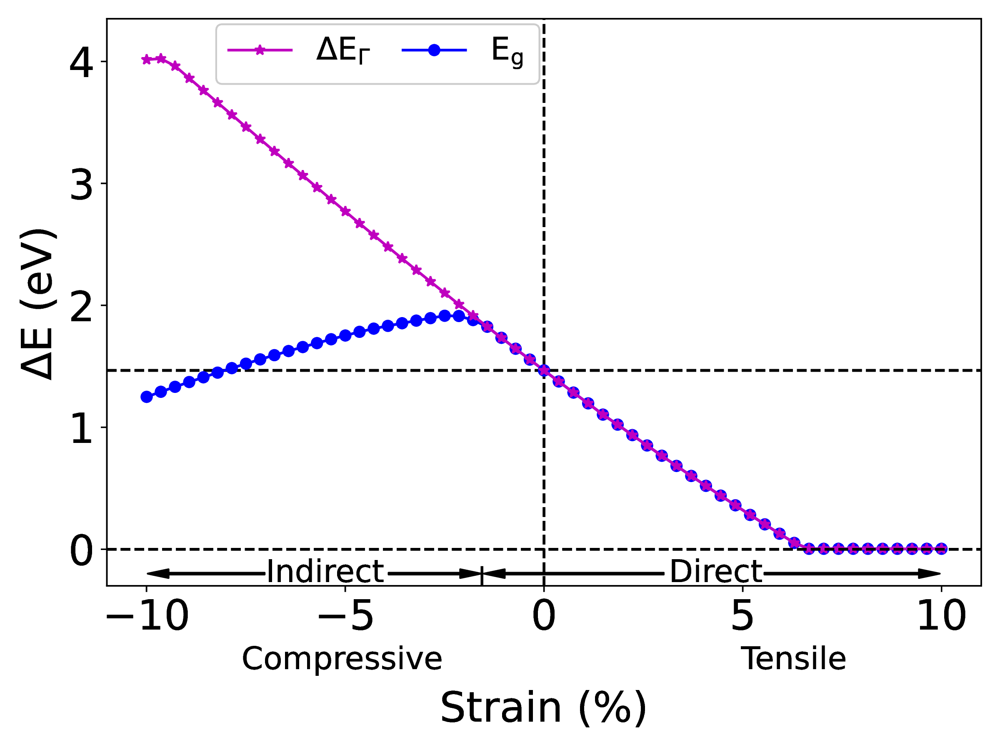 ΔE_Γ E_g
4
3
2
1
0
ΔE (eV)
Indirect Direct
−10 −5 0 5 10
Compressive Tensile
Strain (%)